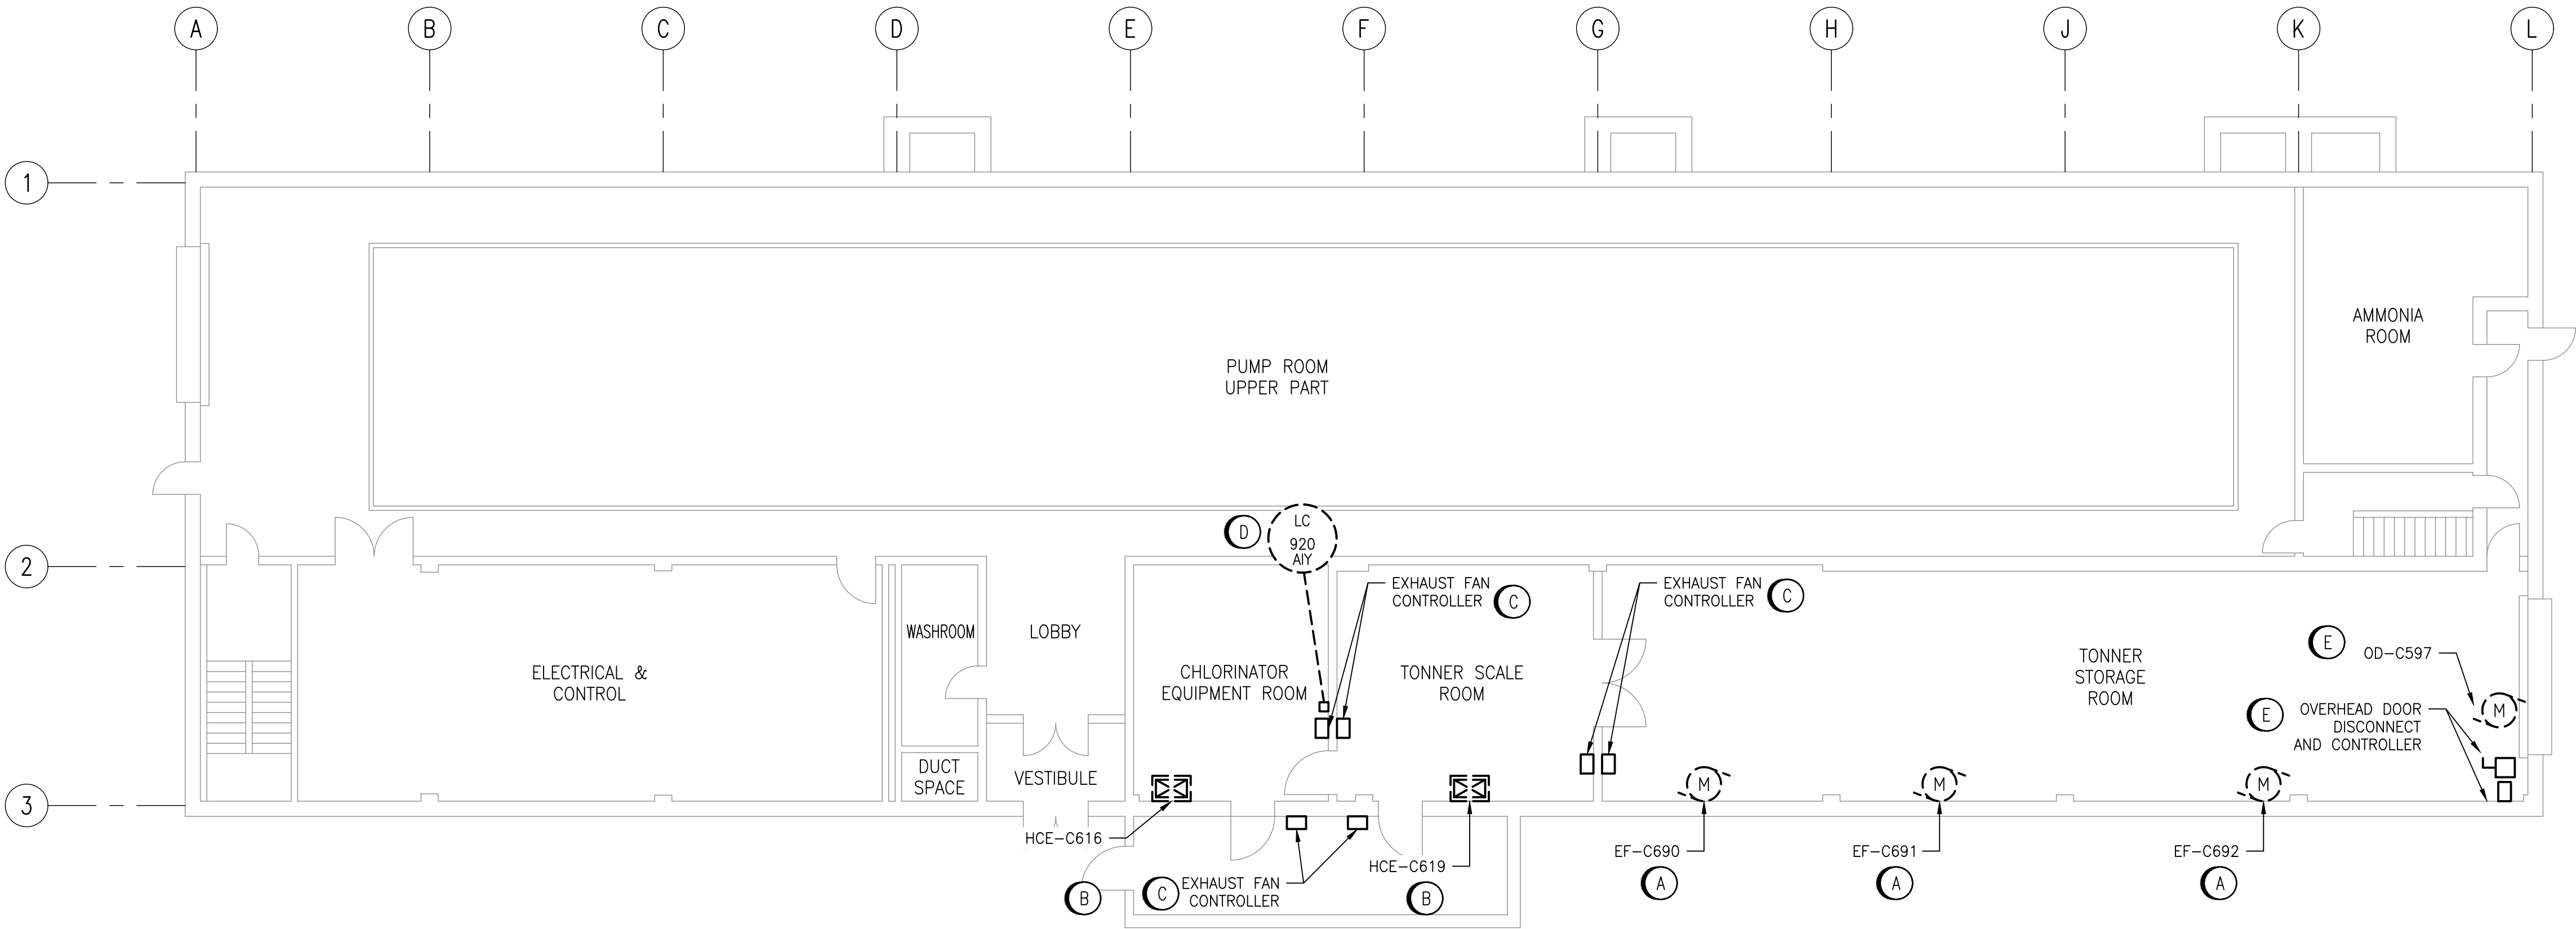 A
B
C
D
E
F
G
H
J
K
L
1
2
3
PUMP ROOM
UPPER PART
AMMONIA
ROOM
D
LC
920
AIY
EXHAUST FAN
CONTROLLER
C
EXHAUST FAN
CONTROLLER
C
WASHROOM
LOBBY
ELECTRICAL &
CONTROL
CHLORINATOR
EQUIPMENT ROOM
TONNER SCALE
ROOM
TONNER
STORAGE
ROOM
E
OD-C597
M
E
OVERHEAD DOOR
DISCONNECT
AND CONTROLLER
DUCT
SPACE
VESTIBULE
M
M
M
HCE-C616
B
C
EXHAUST FAN
CONTROLLER
HCE-C619
B
EF-C690
A
EF-C691
A
EF-C692
A